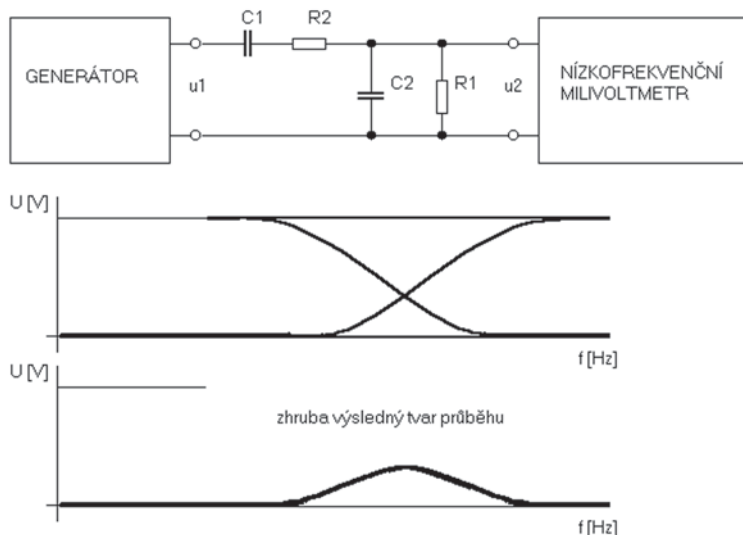 C1
R2
GENERÁTOR
u1
C2
R1
u2
NÍZKOFREKVENČNÍ
MILIVOLTMETR
U [V]
f [Hz]
U [V]
zhruba výsledný tvar průběhu
f [Hz]